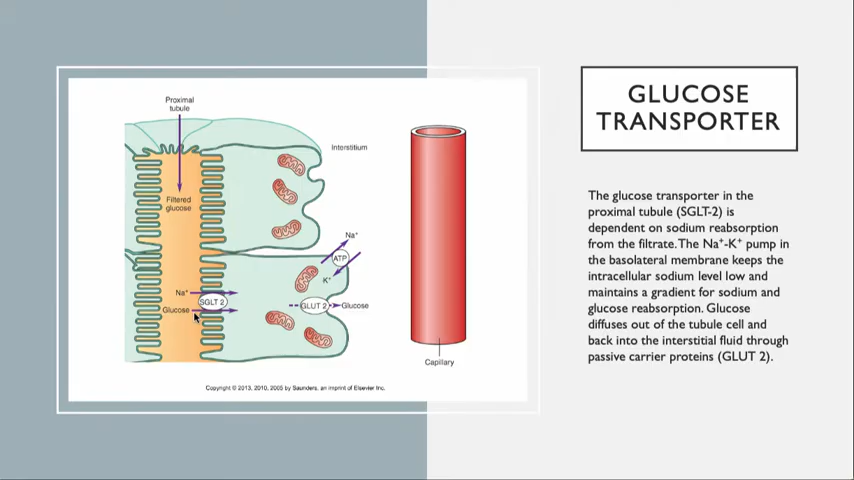 Proximal
tubule
Interstitium
Filtered
glucose
Na⁺
ATP
K⁺
Na⁺
SGLT 2
Glucose
GLUT 2
Glucose
Capillary
Copyright © 2013, 2010, 2005 by Saunders, an imprint of Elsevier Inc.
GLUCOSE
TRANSPORTER
The glucose transporter in the
proximal tubule (SGLT-2) is
dependent on sodium reabsorption
from the filtrate. The Na⁺-K⁺ pump in
the basolateral membrane keeps the
intracellular sodium level low and
maintains a gradient for sodium and
glucose reabsorption. Glucose
diffuses out of the tubule cell and
back into the interstitial fluid through
passive carrier proteins (GLUT 2).